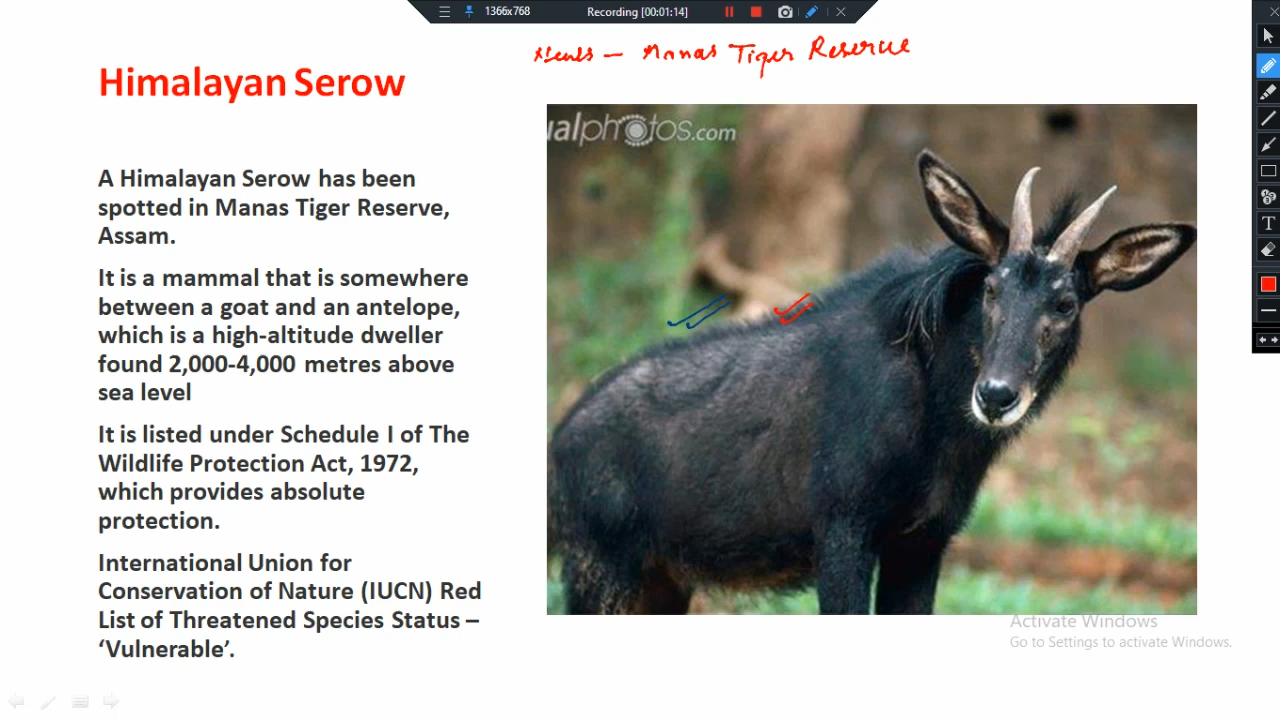 1366x768
Recording [00:01:14]
News – Manas Tiger Reserve
Himalayan Serow
ualphotos.com
A Himalayan Serow has been
spotted in Manas Tiger Reserve,
Assam.
It is a mammal that is somewhere
between a goat and an antelope,
which is a high-altitude dweller
found 2,000-4,000 metres above
sea level
It is listed under Schedule I of The
Wildlife Protection Act, 1972,
which provides absolute
protection.
International Union for
Conservation of Nature (IUCN) Red
List of Threatened Species Status –
‘Vulnerable’.
Activate Windows
Go to Settings to activate Windows.
T